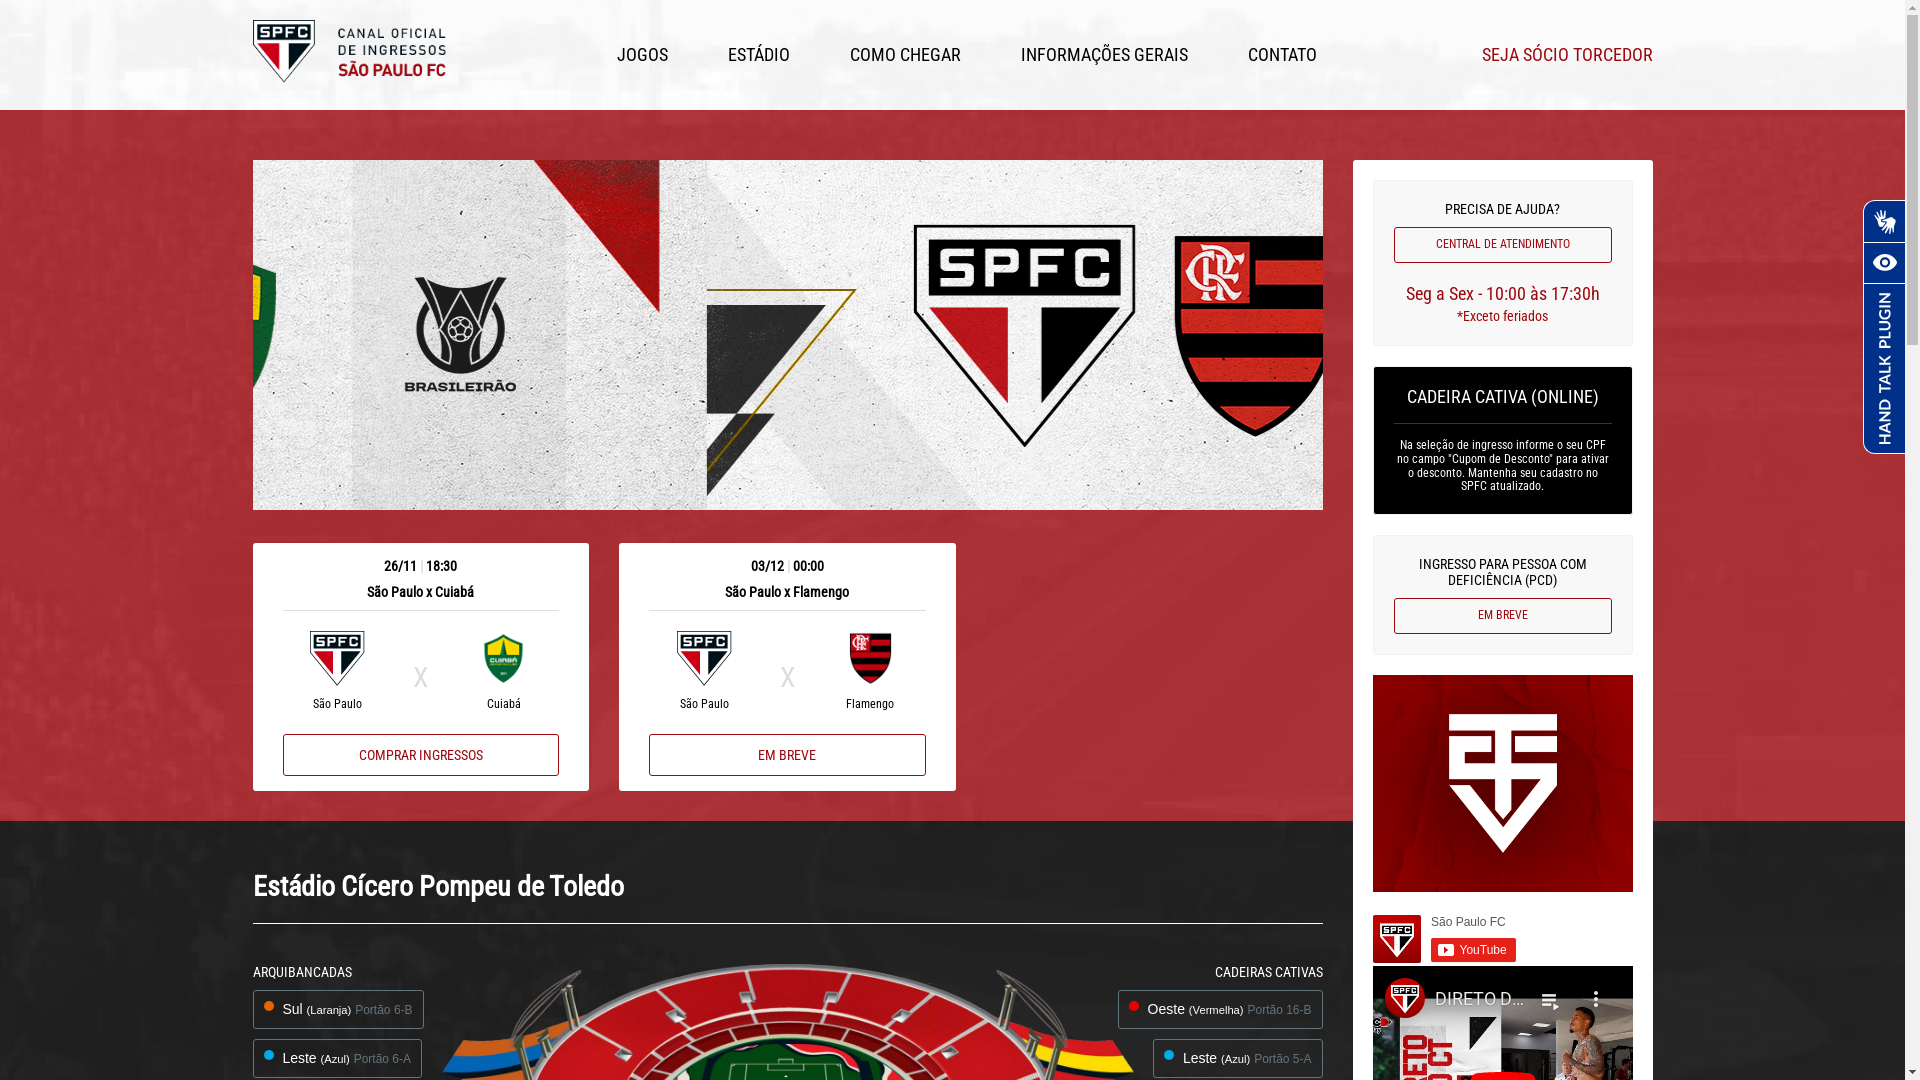 SPFC
CANAL OFICIAL
DE INGRESSOS
SÃO PAULO FC
JOGOS
ESTÁDIO
COMO CHEGAR
INFORMAÇÕES GERAIS
CONTATO
SEJA SÓCIO TORCEDOR
BRASILEIRÃO
SPFC
CRF
26/11 | 18:30
São Paulo x Cuiabá
SPFC
CUIABÁ
São Paulo
X
Cuiabá
COMPRAR INGRESSOS
03/12 | 00:00
São Paulo x Flamengo
SPFC
São Paulo
X
Flamengo
EM BREVE
PRECISA DE AJUDA?
CENTRAL DE ATENDIMENTO
Seg a Sex - 10:00 às 17:30h
*Exceto feriados
CADEIRA CATIVA (ONLINE)
Na seleção de ingresso informe o seu CPF
no campo "Cupom de Desconto" para ativar
o desconto. Mantenha seu cadastro no
SPFC atualizado.
INGRESSO PARA PESSOA COM
DEFICIÊNCIA (PCD)
EM BREVE
HAND TALK PLUGIN
Estádio Cícero Pompeu de Toledo
ARQUIBANCADAS
Sul (Laranja) Portão 6-B
Leste (Azul) Portão 6-A
CADEIRAS CATIVAS
Oeste (Vermelha) Portão 16-B
Leste (Azul) Portão 5-A
SPFC
São Paulo FC
YouTube
SPFC
DIRETO D...